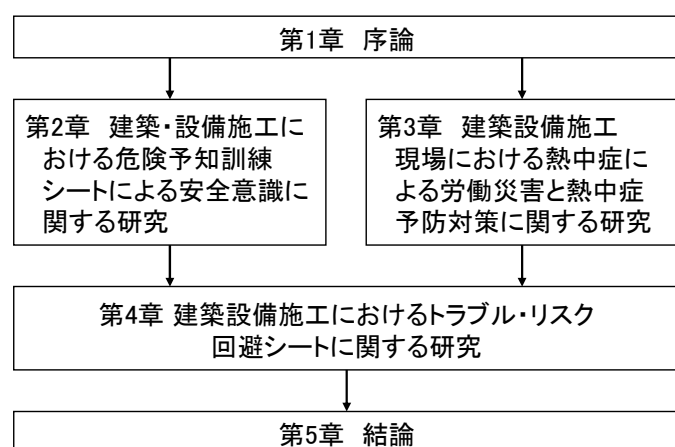 第1章 序論
第2章 建築・設備施工に
おける危険予知訓練
シートによる安全意識に
関する研究
第3章 建築設備施工
現場における熱中症に
よる労働災害と熱中症
予防対策に関する研究
第4章 建築設備施工におけるトラブル・リスク
回避シートに関する研究
第5章 結論